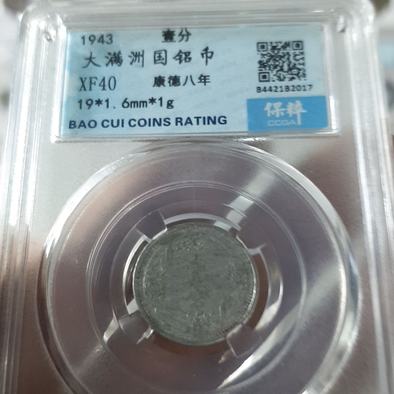 1943 壹分
大满洲国铝币
XF40 康德八年
19*1.6mm*1g
B442182017
保粹
CCGA
BAO CUI COINS RATING